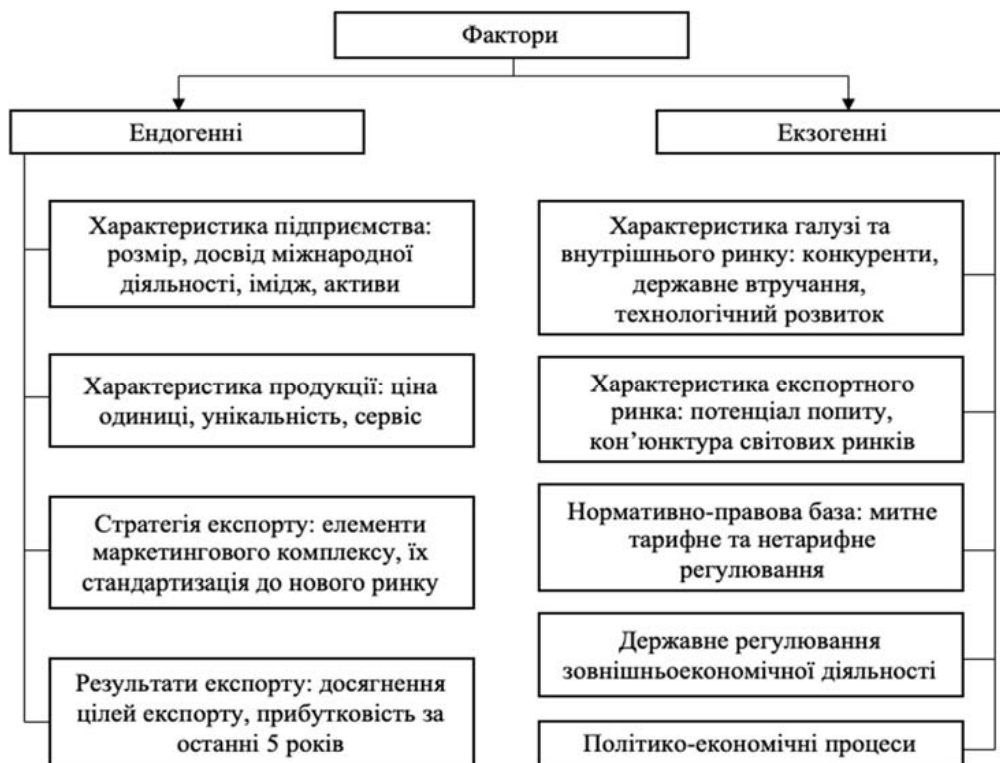 Фактори
Ендогенні
Характеристика підприємства:
розмір, досвід міжнародної
діяльності, імідж, активи
Характеристика продукції: ціна
одиниці, унікальність, сервіс
Стратегія експорту: елементи
маркетингового комплексу, їх
стандартизація до нового ринку
Результати експорту: досягнення
цілей експорту, прибутковість за
останні 5 років
Екзогенні
Характеристика галузі та
внутрішнього ринку: конкуренти,
державне втручання,
технологічний розвиток
Характеристика експортного
ринка: потенціал попиту,
кон’юнктура світових ринків
Нормативно-правова база: митне
тарифне та нетарифне
регулювання
Державне регулювання
зовнішньоекономічної діяльності
Політико-економічні процеси